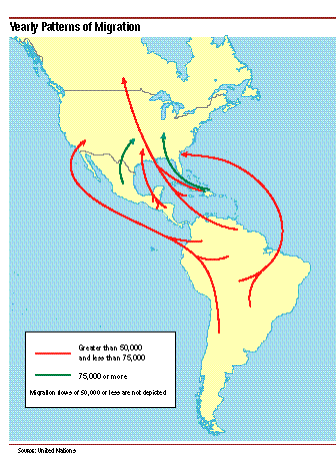 Yearly Patterns of Migration
Greater than 50,000
and less than 75,000
75,000 or more
Migration flows of 50,000 or less are not depicted
Source: United Nations